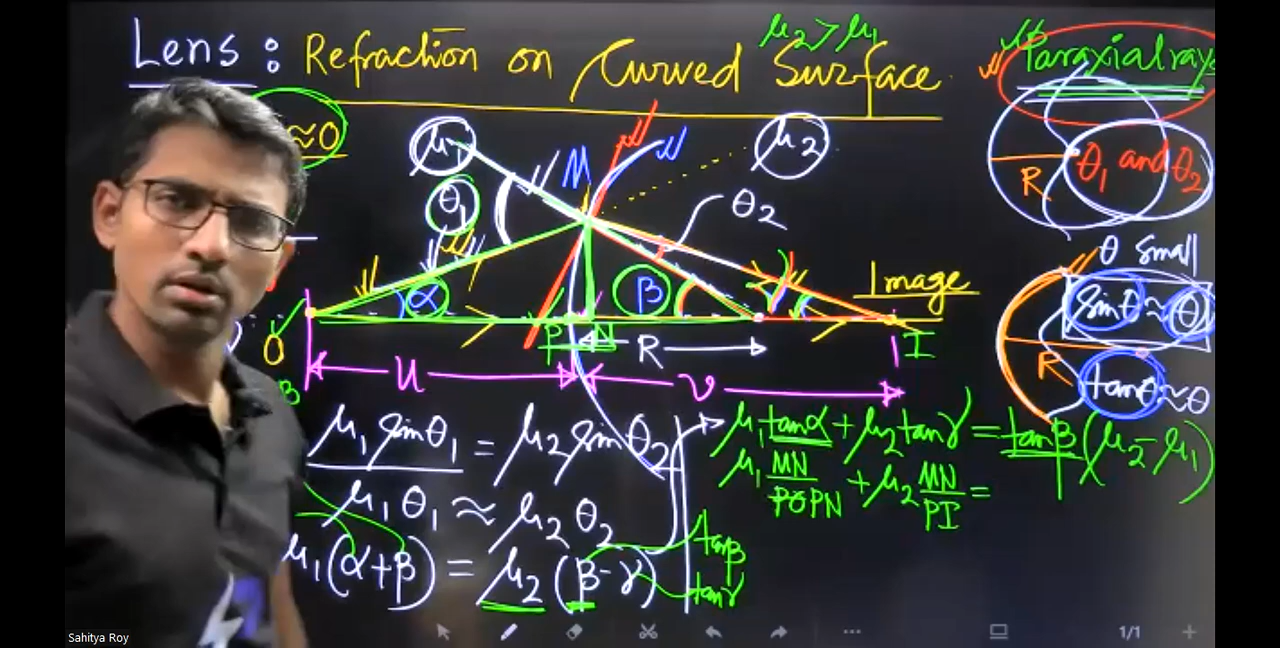 Lens : Refraction on Curved Surface
μ₂ > μ₁
Paraxial rays
≈0
μ₁
M
μ₂
θ₁
θ₂
R
θ₁ and θ₂
α
β
γ
Image
θ small
sinθ≈θ
O
P N
R
I
R
tanθ≈θ
u
v
B
μ₁ sinθ₁ = μ₂ sinθ₂
μ₁ θ₁ ≈ μ₂ θ₂
μ₁(α+β) = μ₂ (β-γ)
tanβ
tanγ
μ₁ tanα + μ₂ tanγ = tanβ (μ₂ - μ₁)
μ₁ MN/PN + μ₂ MN/PI =
Sahitya Roy
1/1